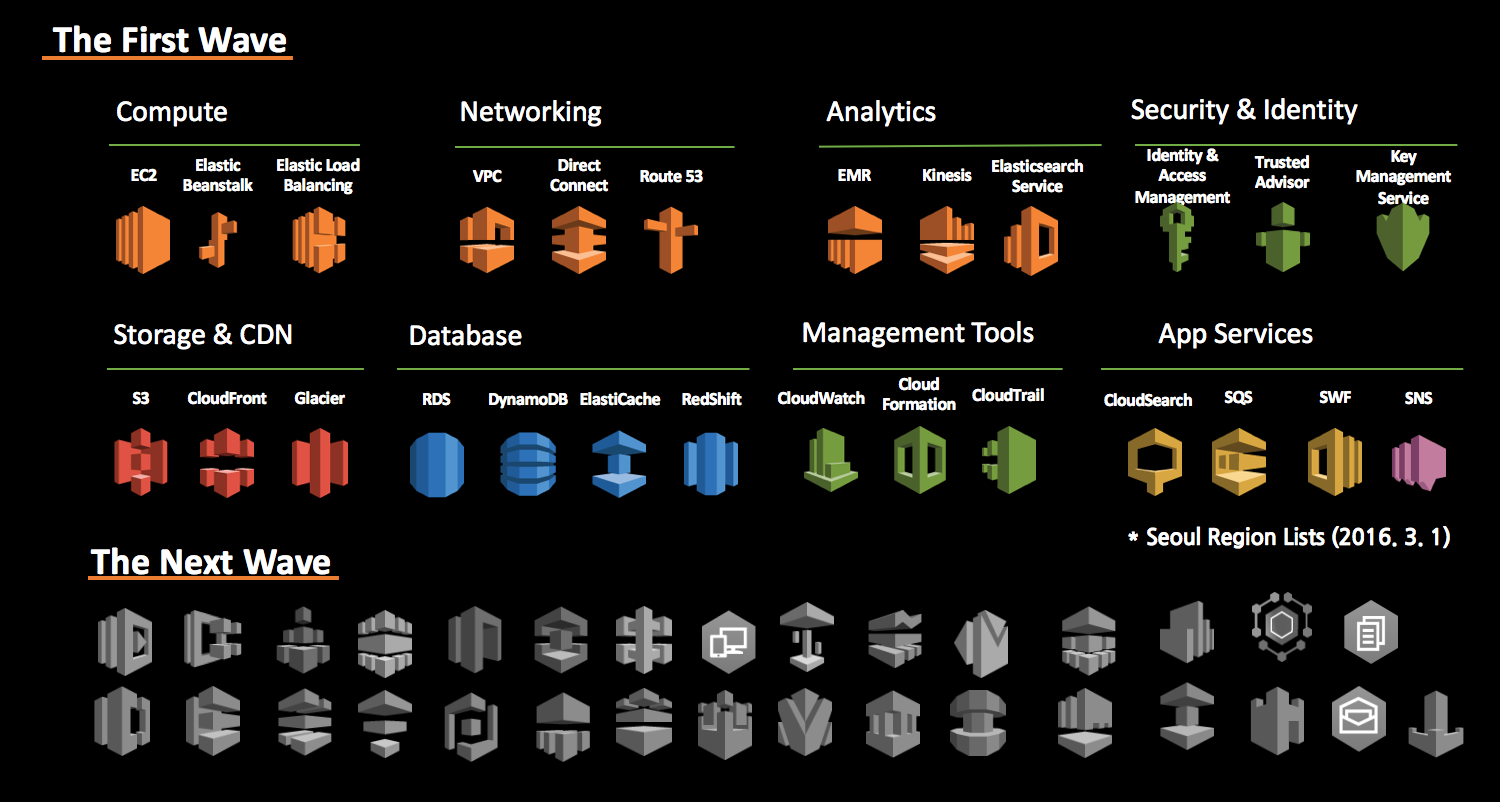 The First Wave
Compute
Networking
Analytics
Security & Identity
EC2
Elastic
Beanstalk
Elastic Load
Balancing
VPC
Direct
Connect
Route 53
EMR
Kinesis
Elasticsearch
Service
Identity &
Access
Management
Trusted
Advisor
Key
Management
Service
Storage & CDN
Database
Management Tools
App Services
S3
CloudFront
Glacier
RDS
DynamoDB
ElastiCache
RedShift
CloudWatch
Cloud
Formation
CloudTrail
CloudSearch
SQS
SWF
SNS
* Seoul Region Lists (2016. 3. 1)
The Next Wave